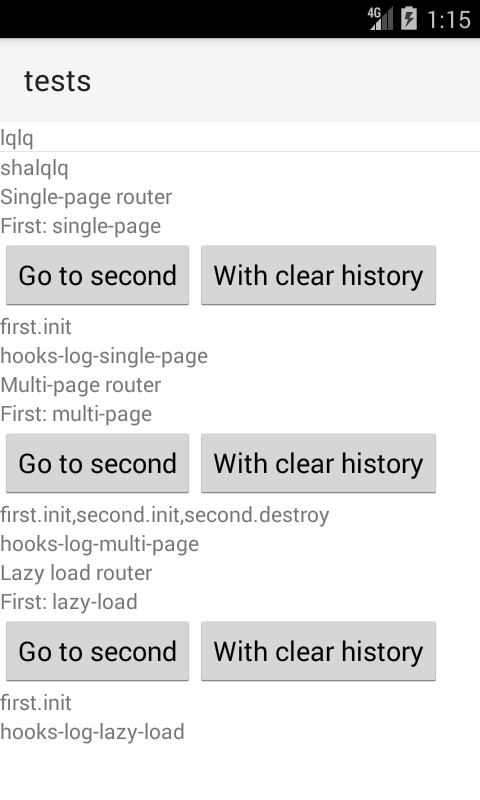 4G 1:15
tests
lqlq
shalqlq
Single-page router
First: single-page
Go to second With clear history
first.init
hooks-log-single-page
Multi-page router
First: multi-page
Go to second With clear history
first.init,second.init,second.destroy
hooks-log-multi-page
Lazy load router
First: lazy-load
Go to second With clear history
first.init
hooks-log-lazy-load